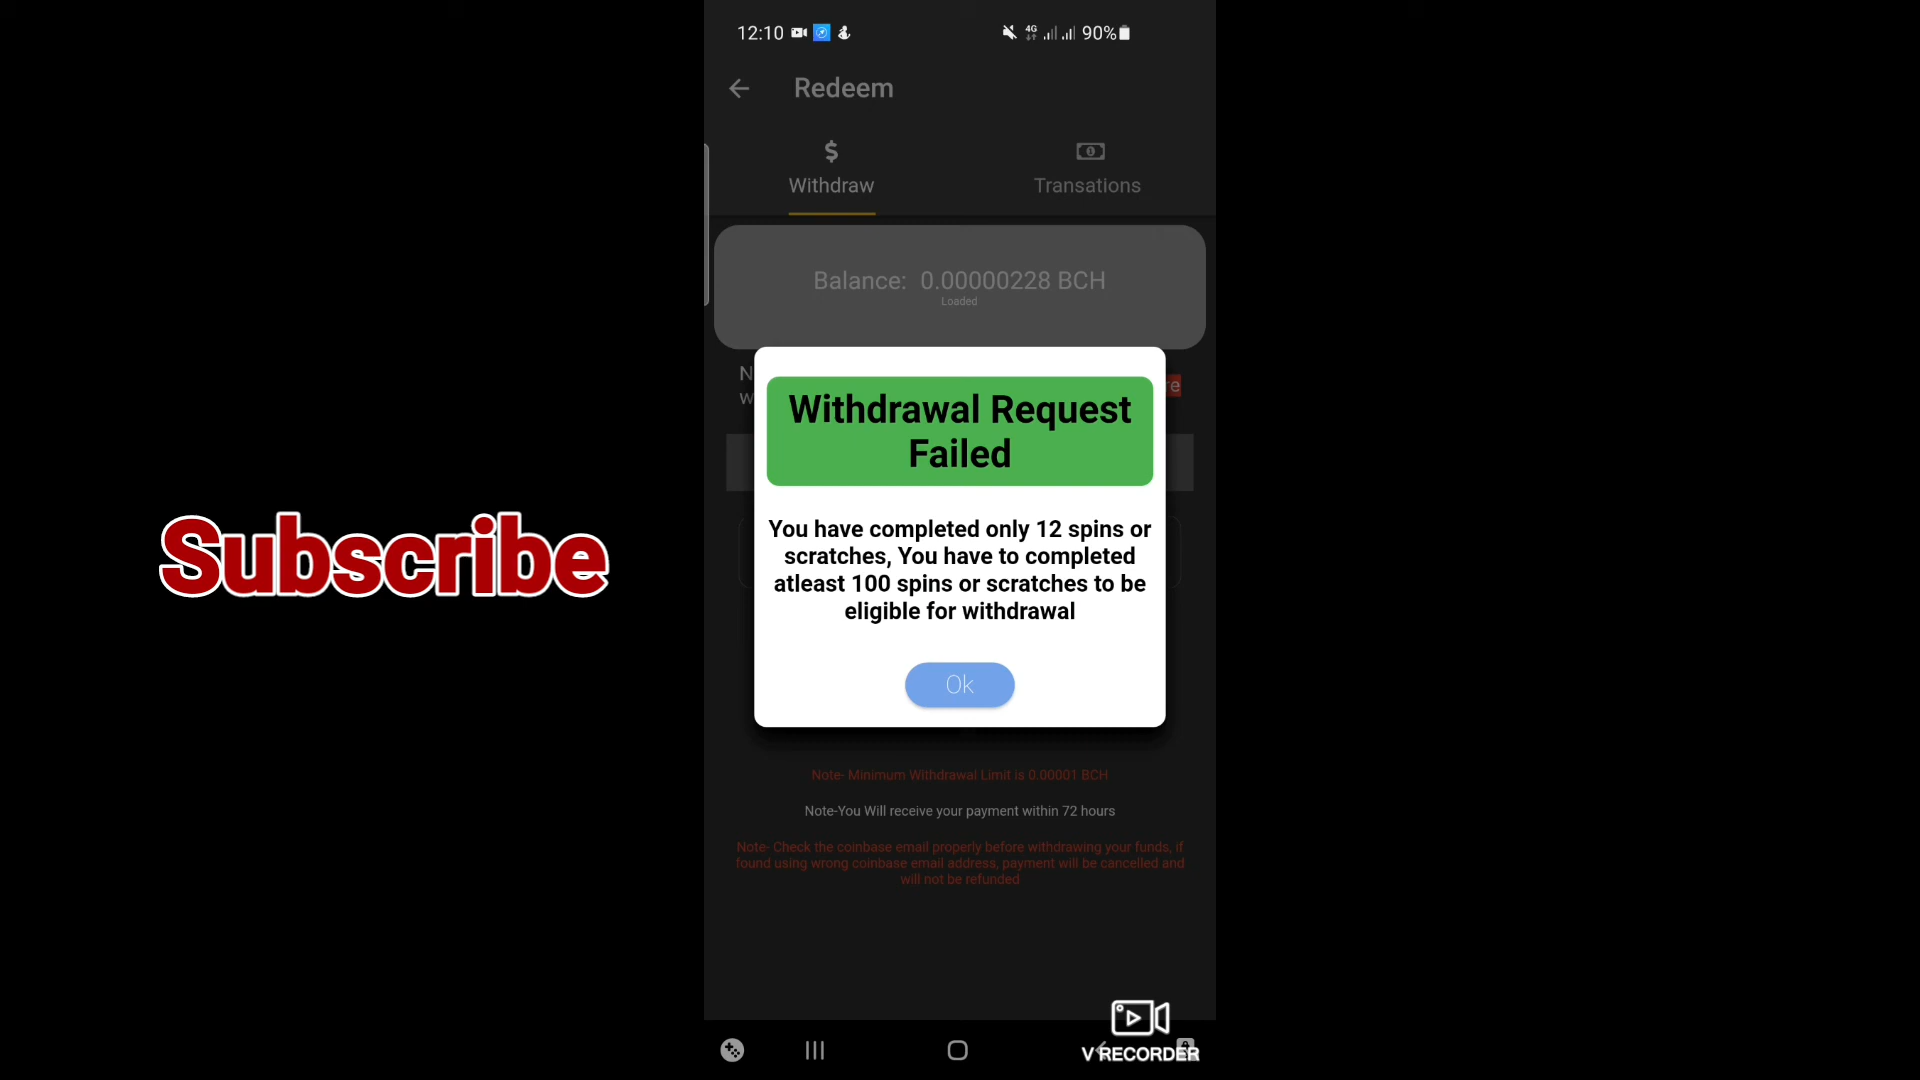 12:10
4G
90%
Redeem
$
Withdraw
Transations
Balance: 0.00000228 BCH
Loaded
N
W
re
Withdrawal Request
Failed
You have completed only 12 spins or
scratches, You have to completed
atleast 100 spins or scratches to be
eligible for withdrawal
Ok
Subscribe
Note- Minimum Withdrawal Limit is 0.00001 BCH
Note-You Will receive your payment within 72 hours
Note- Check the coinbase email properly before withdrawing your funds, if
found using wrong coinbase email address, payment will be cancelled and
will not be refunded
V RECORDER